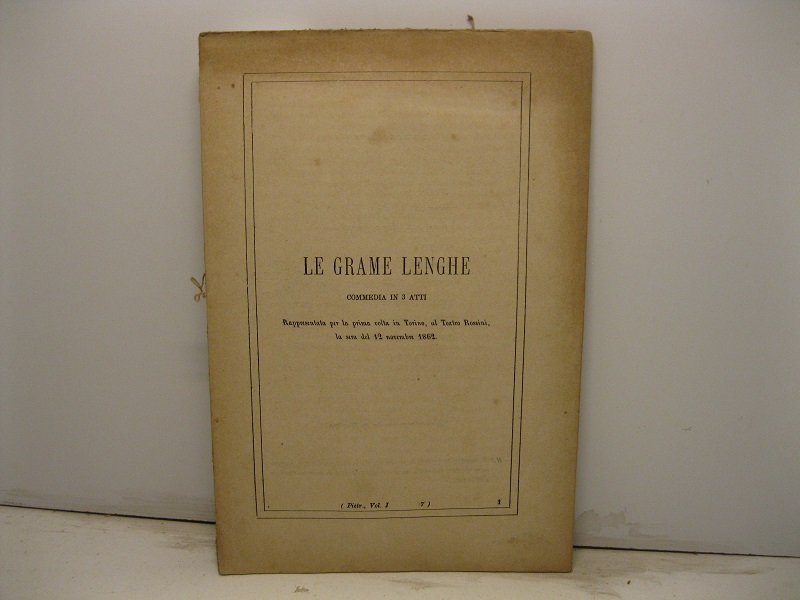 LE GRAME LENGHE
COMMEDIA IN 3 ATTI
Rappresentata per la prima volta in Torino, al Teatro Rossini,
la sera del 12 novembre 1862.
( Pietr., Vol. I 7 ) 1